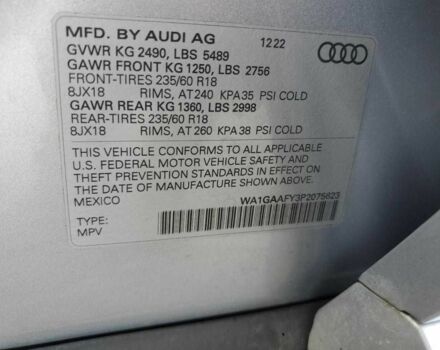 MFD. BY AUDI AG 12 22
GVWR KG 2490, LBS 5489
GAWR FRONT KG 1250, LBS 2756
FRONT-TIRES 235/60 R18
8JX18 RIMS, AT 240 KPA 35 PSI COLD
GAWR REAR KG 1360, LBS 2998
REAR-TIRES 235/60 R18
8JX18 RIMS, AT 260 KPA 38 PSI COLD
THIS VEHICLE CONFORMS TO ALL APPLICABLE
U.S. FEDERAL MOTOR VEHICLE SAFETY AND
THEFT PREVENTION STANDARDS IN EFFECT
ON THE DATE OF MANUFACTURE SHOWN ABOVE.
MEXICO WA1GAAFY3P2075623
TYPE:
MPV